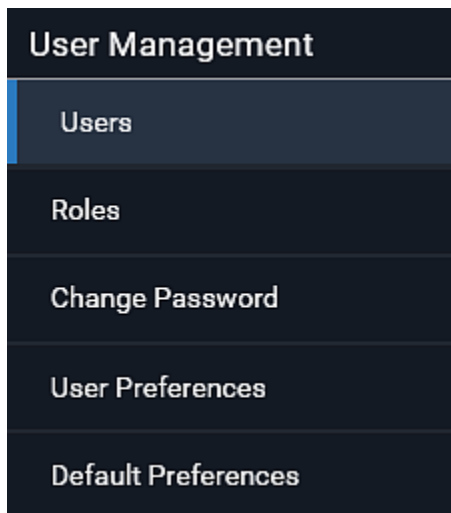 User Management
Users
Roles
Change Password
User Preferences
Default Preferences